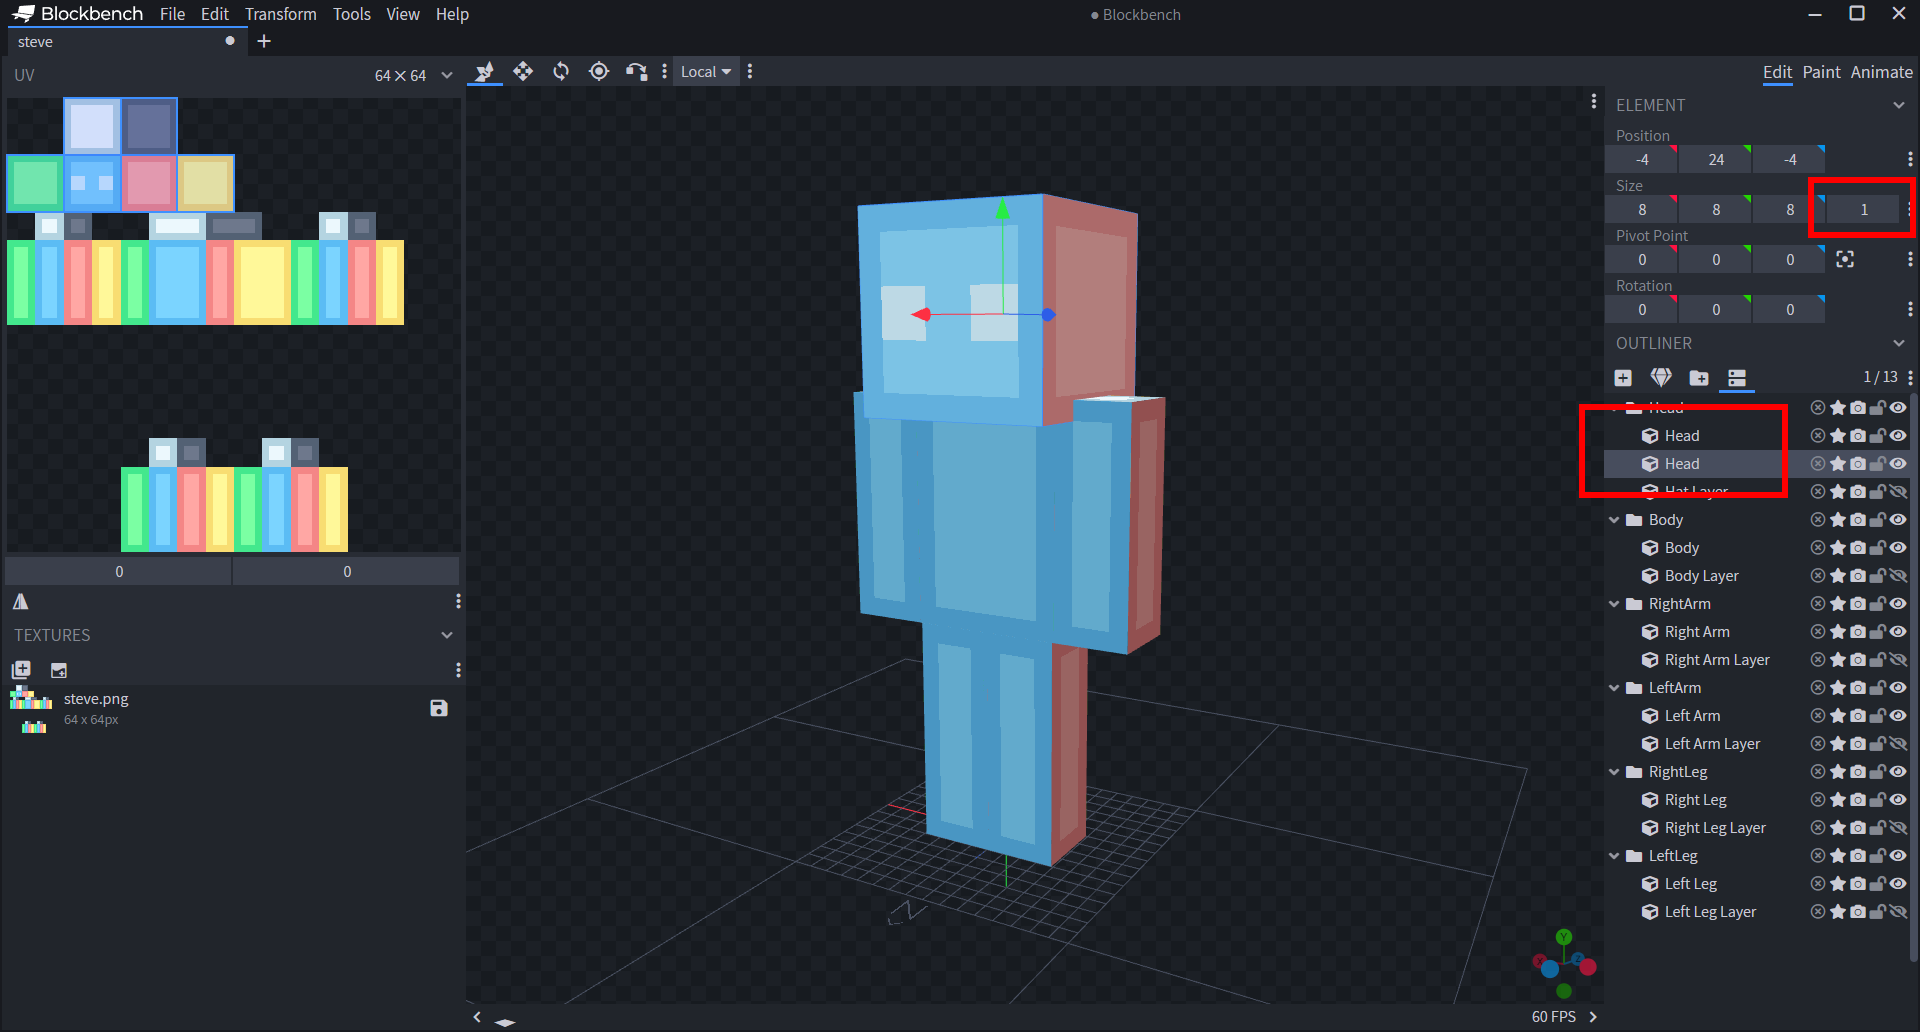 Blockbench File Edit Transform Tools View Help
Blockbench
steve
UV 64 × 64
Local
Edit Paint Animate
ELEMENT
Position
-4 24 -4
Size
8 8 8 1
Pivot Point
0 0 0
Rotation
0 0 0
OUTLINER
1 / 13
Head
Head
Head
Hat Layer
Body
Body
Body Layer
RightArm
Right Arm
Right Arm Layer
LeftArm
Left Arm
Left Arm Layer
RightLeg
Right Leg
Right Leg Layer
LeftLeg
Left Leg
Left Leg Layer
0 0
TEXTURES
steve.png
64 x 64px
Y
X
Z
60 FPS